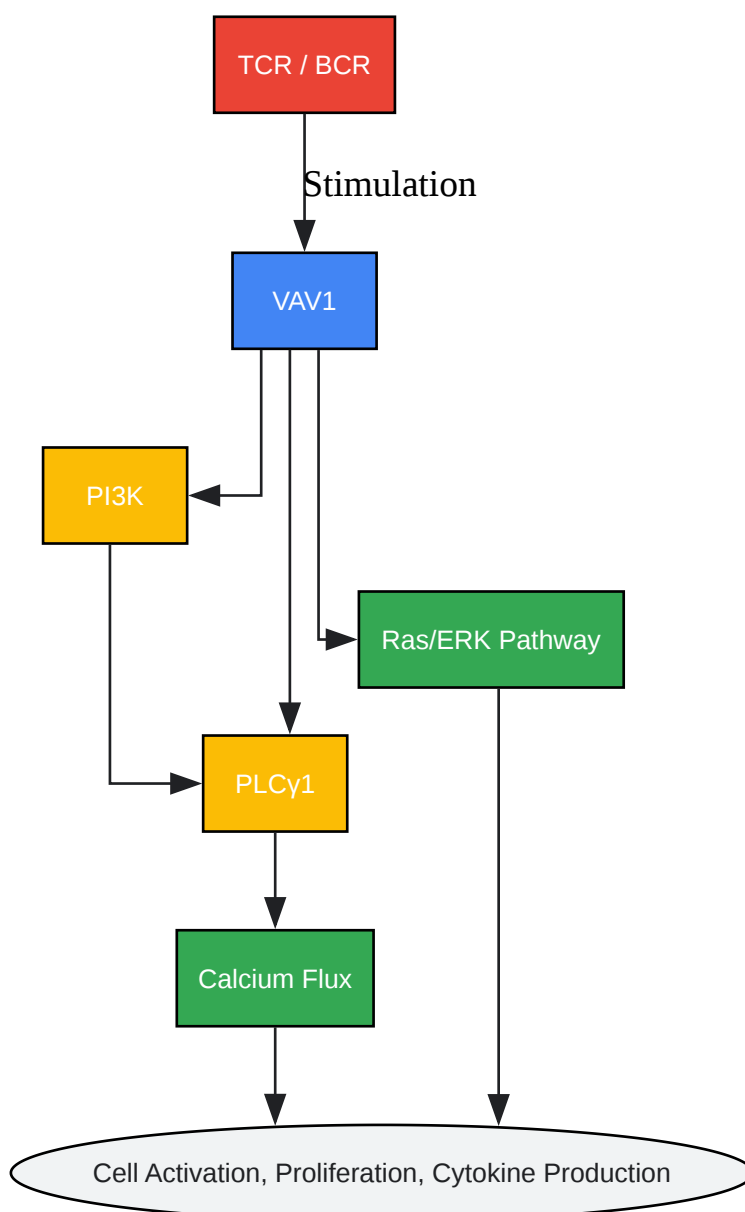 TCR / BCR
Stimulation
VAV1
PI3K
Ras/ERK Pathway
PLCγ1
Calcium Flux
Cell Activation, Proliferation, Cytokine Production